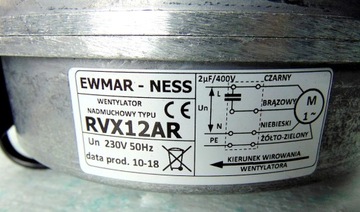 EWMAR - NESS
WENTYLATOR
NADMUCHOWY TYPU
CE
RVX12AR
Un 230V 50Hz
data prod. 10-18
2µF/400V
CZARNY
L
BRĄZOWY
Un
M
1~
N
NIEBIESKI
PE
ŻÓŁTO-ZIELONY
KIERUNEK WIROWANIA
WENTYLATORA